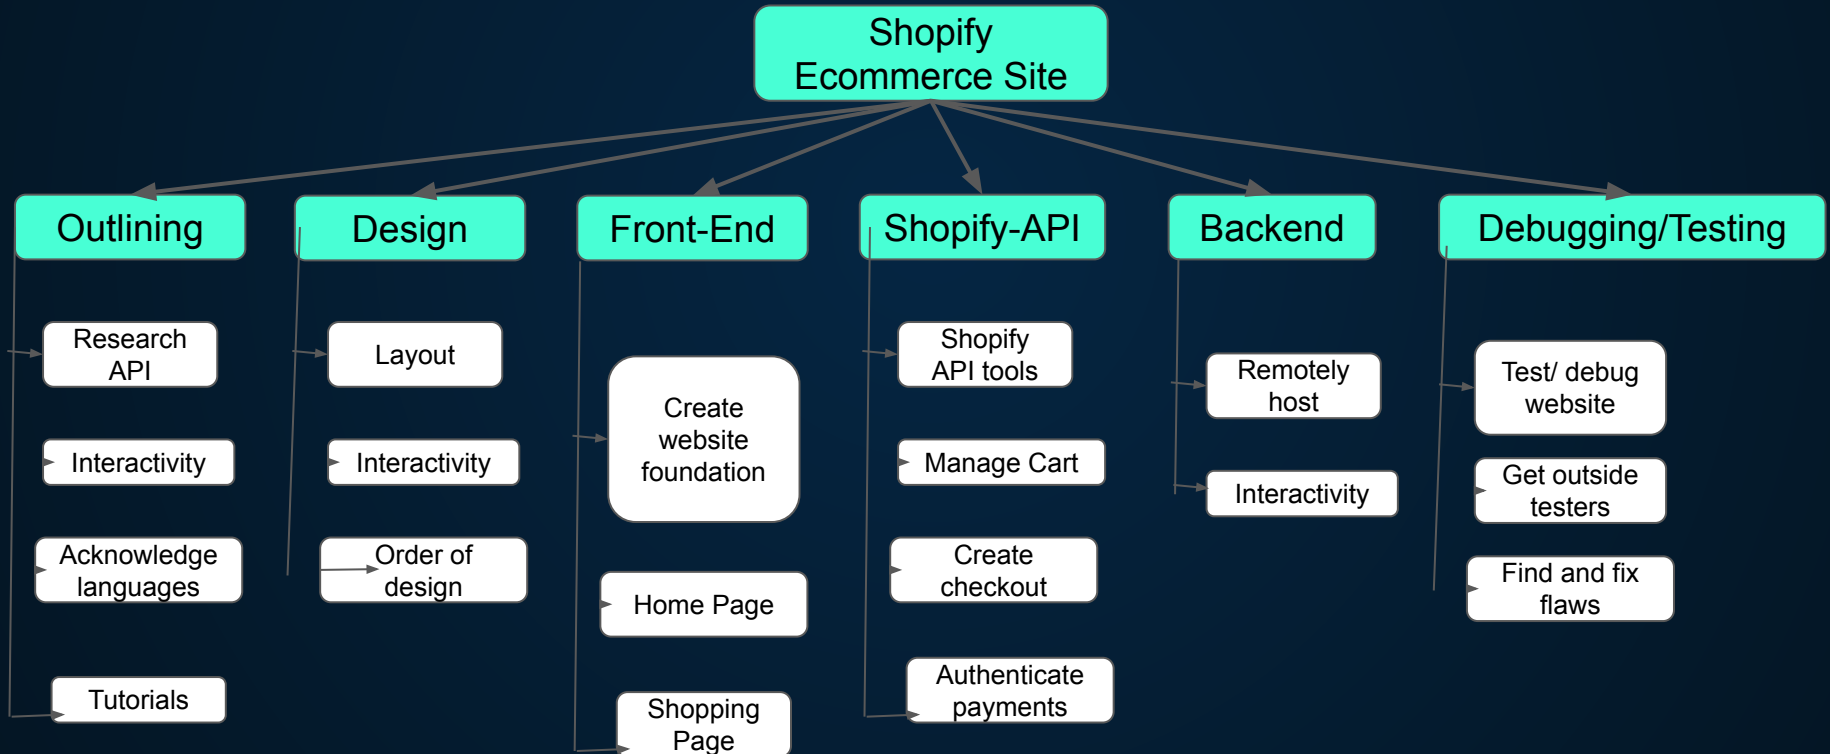 Shopify
Ecommerce Site
Outlining
Design
Front-End
Shopify-API
Backend
Debugging/Testing
Research
API
Interactivity
Acknowledge
languages
Tutorials
Layout
Interactivity
Order of
design
Create
website
foundation
Home Page
Shopping
Page
Shopify
API tools
Manage Cart
Create
checkout
Authenticate
payments
Remotely
host
Interactivity
Test/ debug
website
Get outside
testers
Find and fix
flaws